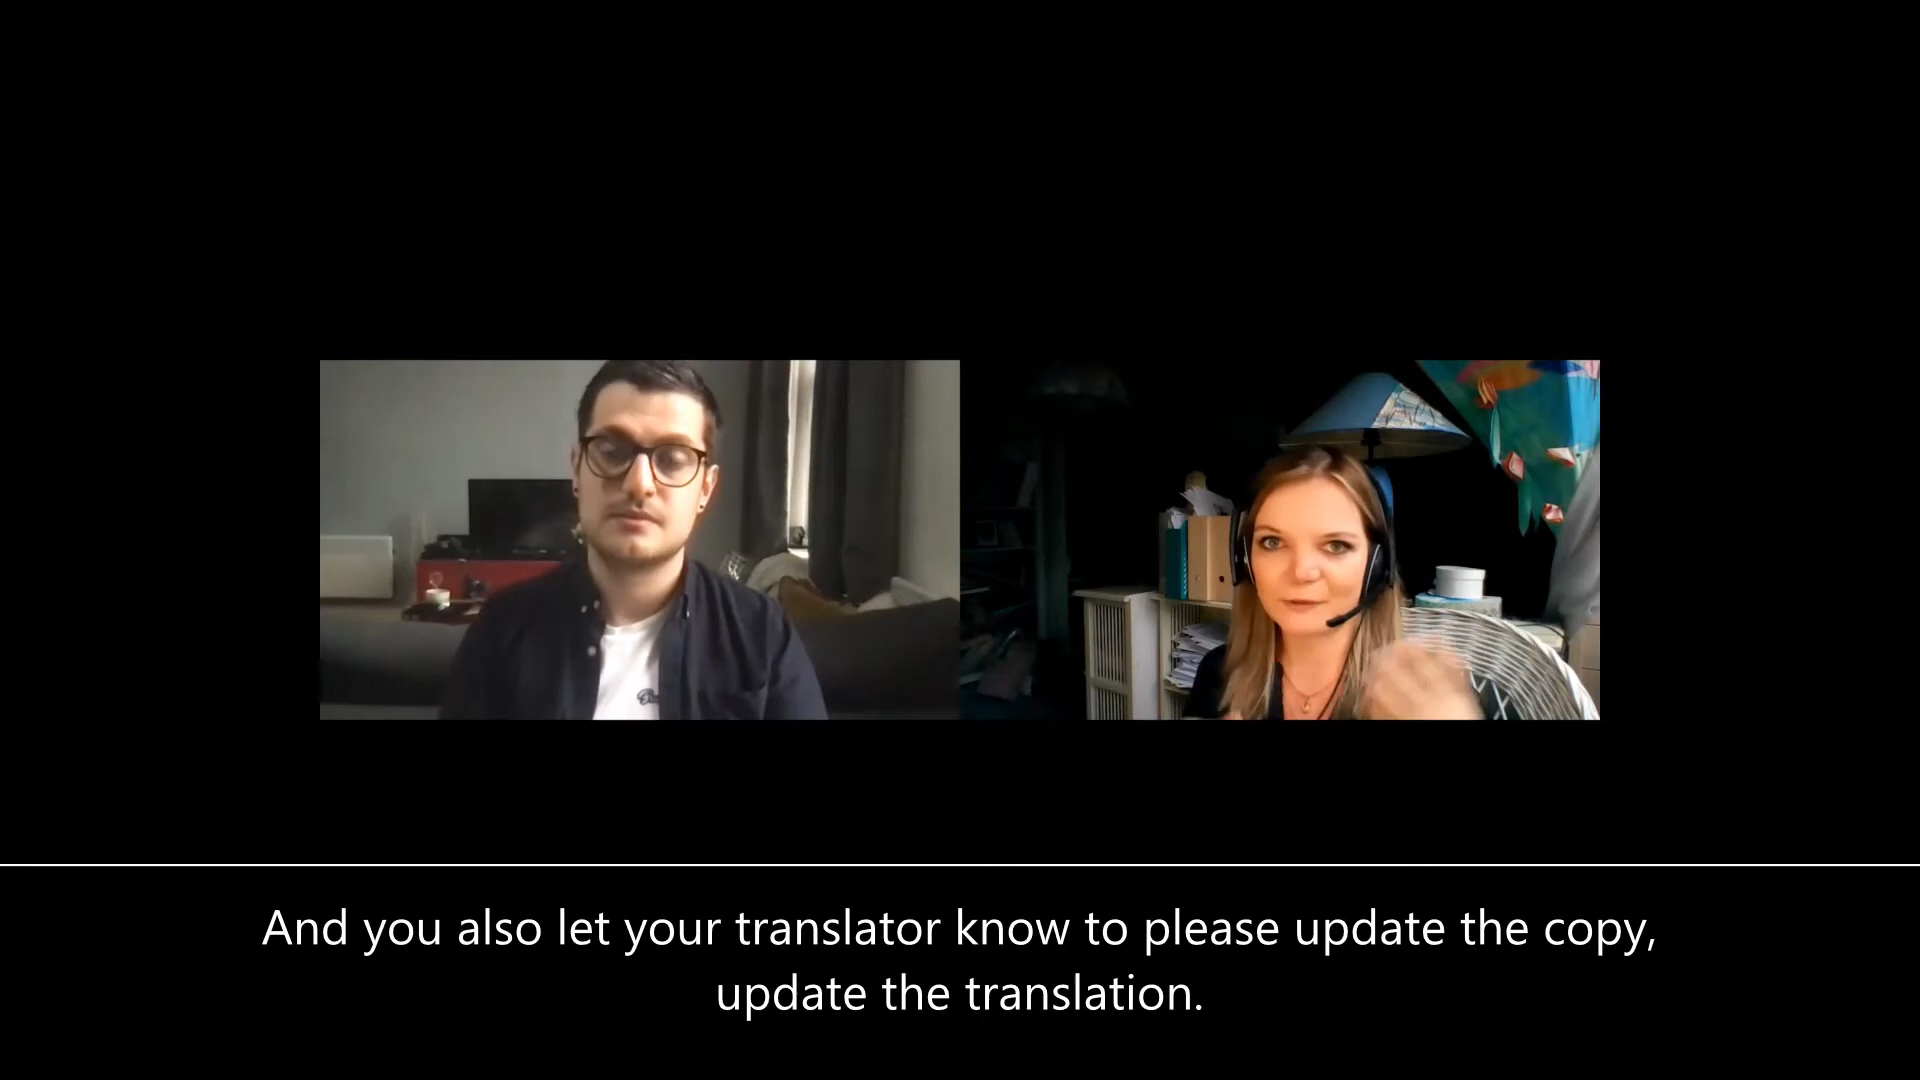 And you also let your translator know to please update the copy,
update the translation.